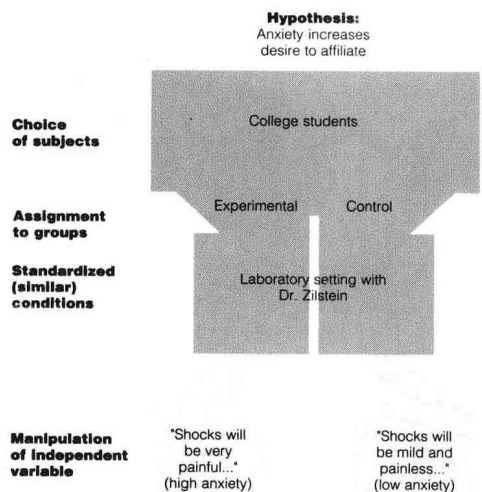 Hypothesis:
Anxiety increases
desire to affiliate
Choice
of subjects
College students
Assignment
to groups
Experimental
Control
Standardized
(similar)
conditions
Laboratory setting with
Dr. Zilstein
Manipulation
of independent
variable
"Shocks will
be very
painful..."
(high anxiety)
"Shocks will
be mild and
painless..."
(low anxiety)